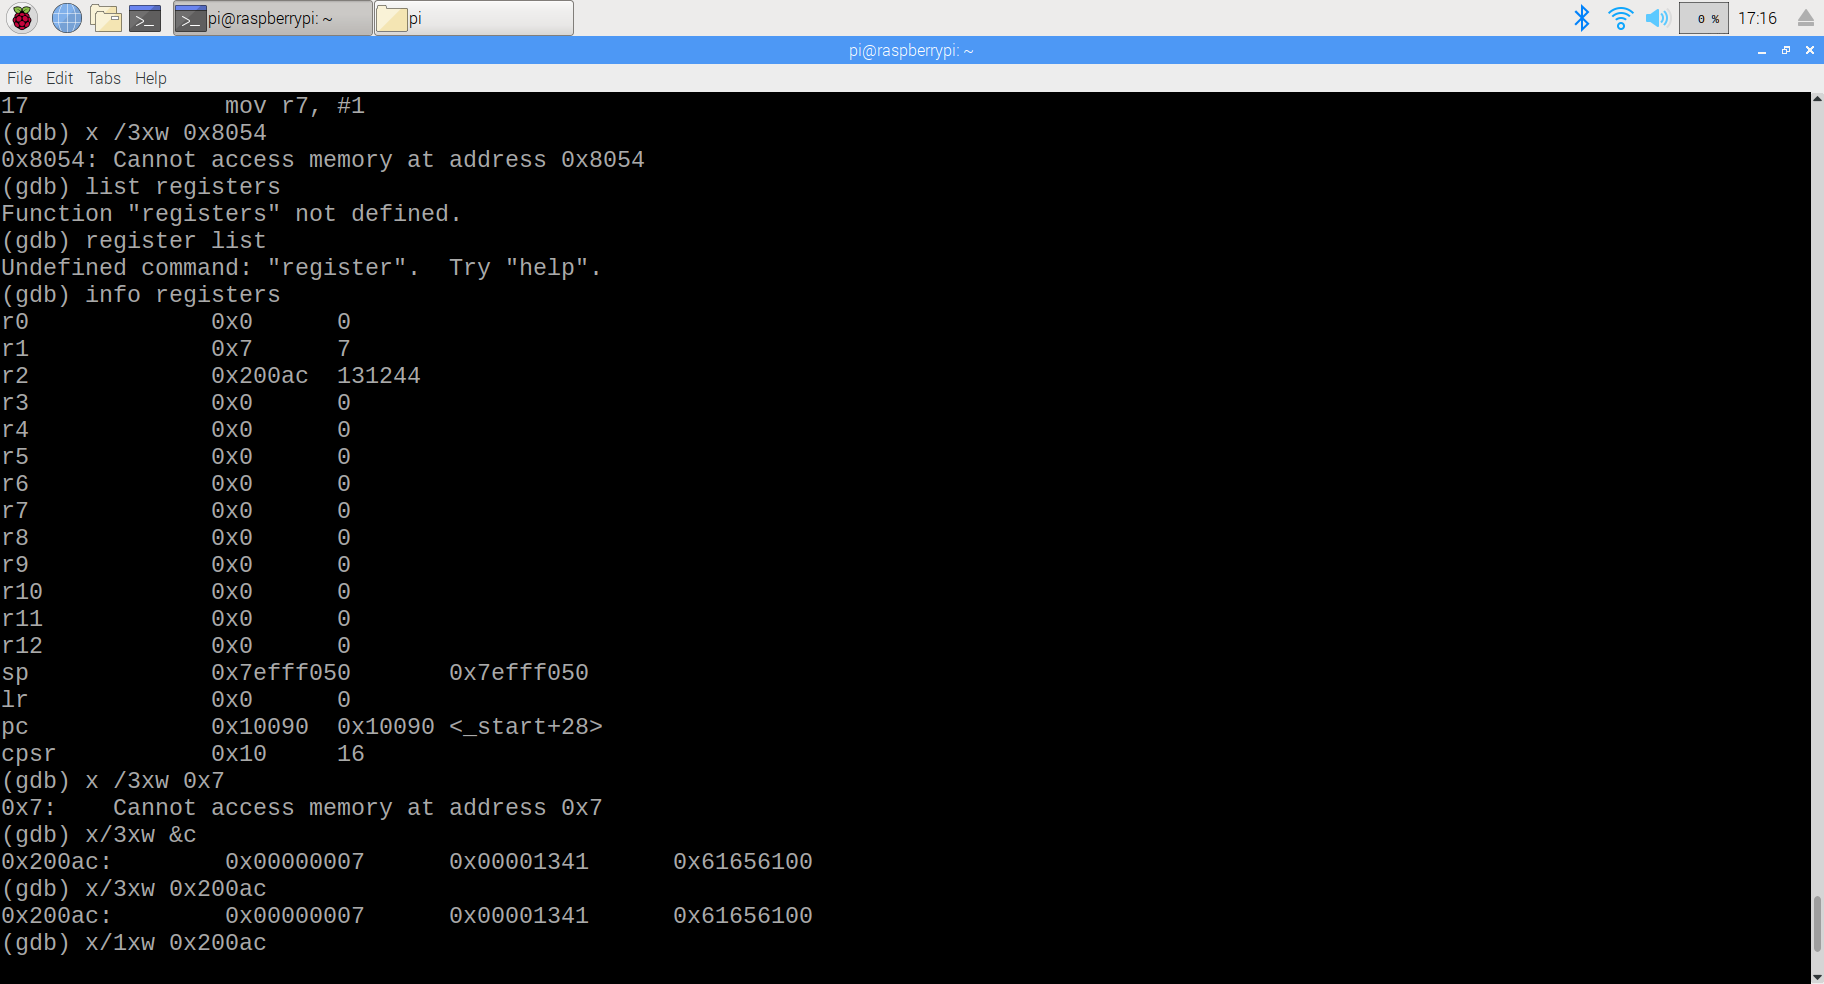 pi@raspberrypi: ~ pi 0 % 17:16
pi@raspberrypi: ~
File Edit Tabs Help
17              mov r7, #1
(gdb) x /3xw 0x8054
0x8054: Cannot access memory at address 0x8054
(gdb) list registers
Function "registers" not defined.
(gdb) register list
Undefined command: "register".  Try "help".
(gdb) info registers
r0             0x0      0
r1             0x7      7
r2             0x200ac  131244
r3             0x0      0
r4             0x0      0
r5             0x0      0
r6             0x0      0
r7             0x0      0
r8             0x0      0
r9             0x0      0
r10            0x0      0
r11            0x0      0
r12            0x0      0
sp             0x7efff050       0x7efff050
lr             0x0      0
pc             0x10090  0x10090 <_start+28>
cpsr           0x10     16
(gdb) x /3xw 0x7
0x7:    Cannot access memory at address 0x7
(gdb) x/3xw &c
0x200ac:        0x00000007      0x00001341      0x61656100
(gdb) x/3xw 0x200ac
0x200ac:        0x00000007      0x00001341      0x61656100
(gdb) x/1xw 0x200ac